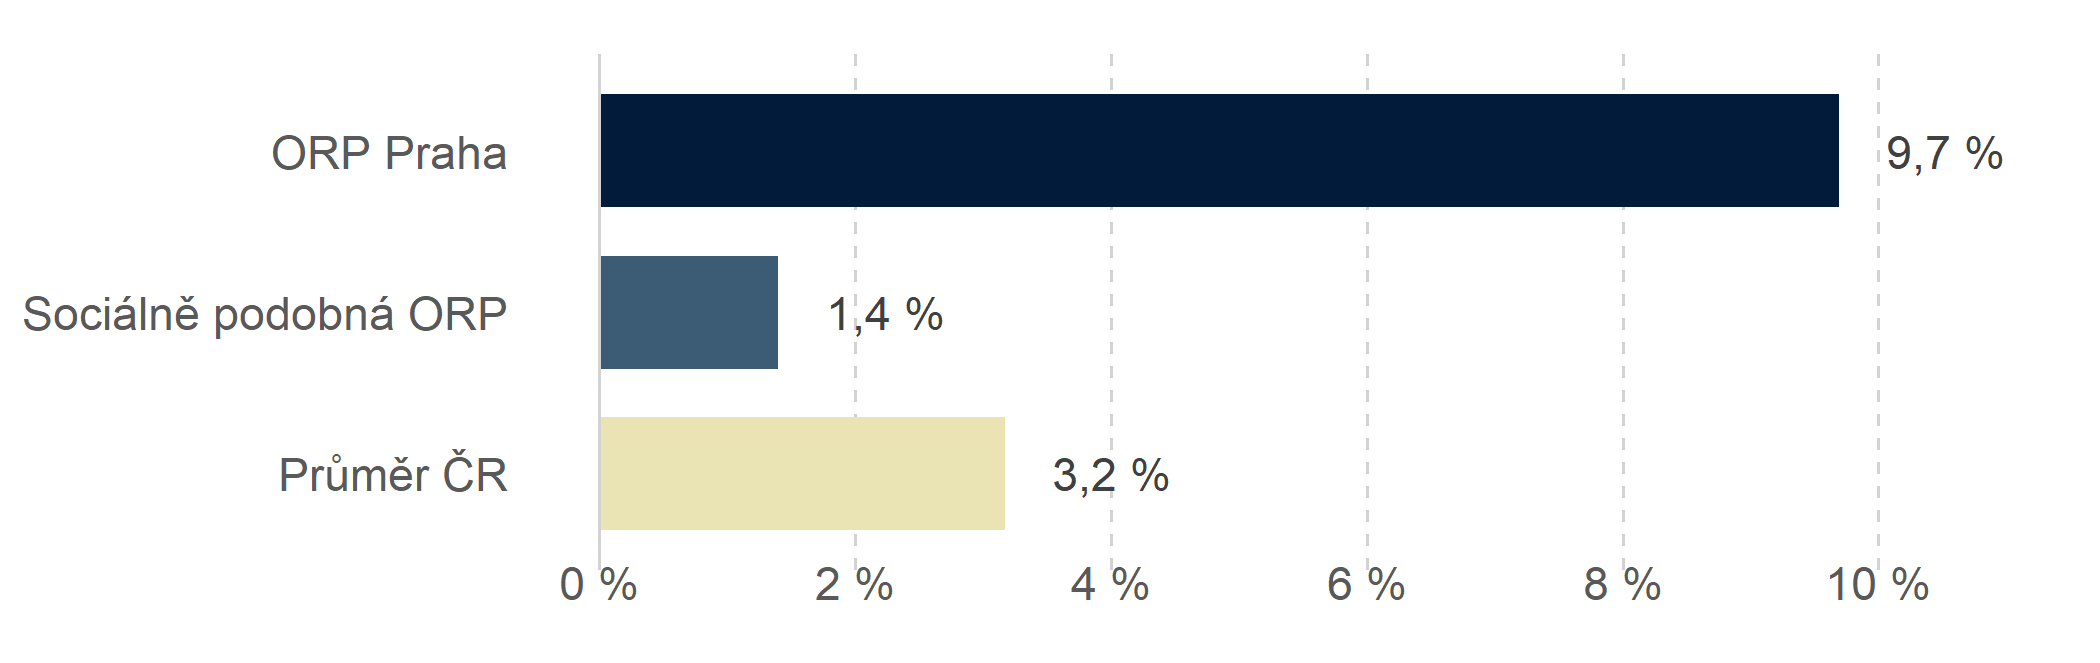 ORP Praha
9,7 %
Sociálně podobná ORP
1,4 %
Průměr ČR
3,2 %
0 % 2 % 4 % 6 % 8 % 10 %